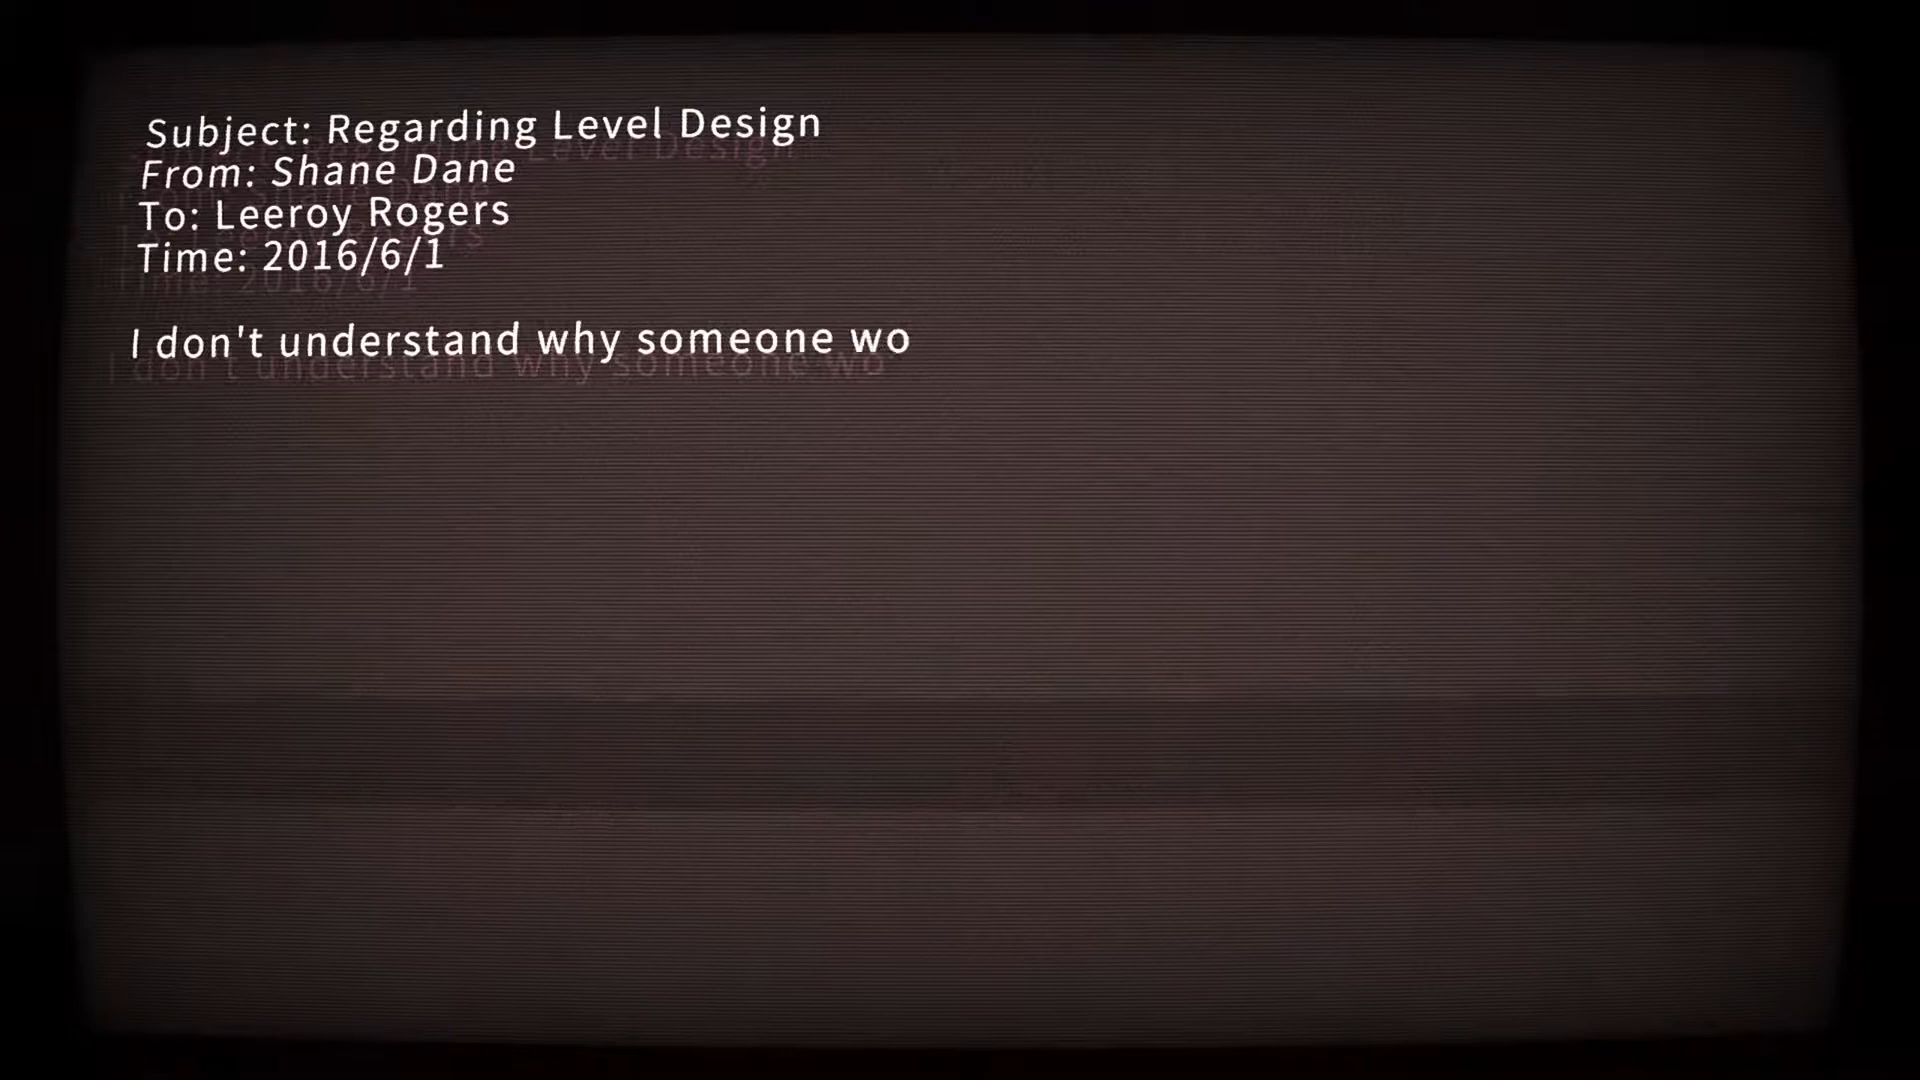 Subject: Regarding Level Design
From: Shane Dane
To: Leeroy Rogers
Time: 2016/6/1
I don't understand why someone wo